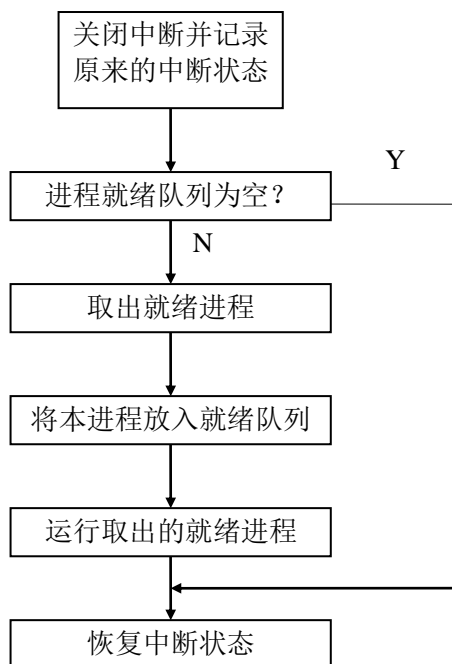 关闭中断并记录
原来的中断状态
Y
进程就绪队列为空？
N
取出就绪进程
将本进程放入就绪队列
运行取出的就绪进程
恢复中断状态